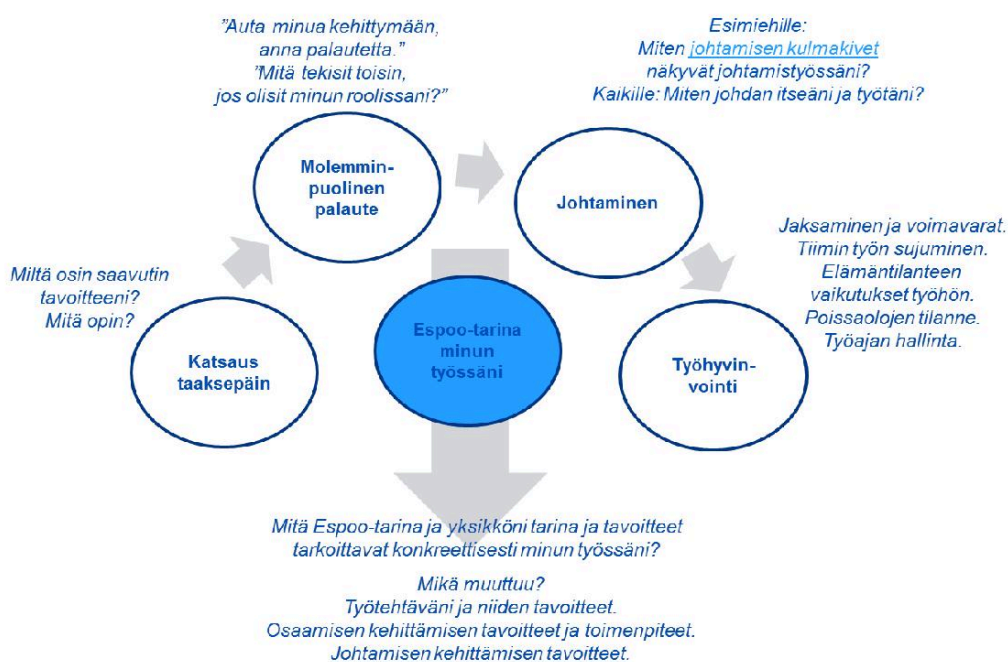 ”Auta minua kehittymään,
anna palautetta.”
”Mitä tekisit toisin,
jos olisit minun roolissani?”
Esimiehille:
Miten johtamisen kulmakivet
näkyvät johtamistyössäni?
Kaikille: Miten johdan itseäni ja työtäni?
Molemmin-
puolinen
palaute
Johtaminen
Jaksaminen ja voimavarat.
Tiimin työn sujuminen.
Elämäntilanteen
vaikutukset työhön.
Poissaolojen tilanne.
Työajan hallinta.
Miltä osin saavutin
tavoitteeni?
Mitä opin?
Katsaus
taaksepäin
Espoo-tarina
minun
työssäni
Työhyvin-
vointi
Mitä Espoo-tarina ja yksikköni tarina ja tavoitteet
tarkoittavat konkreettisesti minun työssäni?
Mikä muuttuu?
Työtehtäväni ja niiden tavoitteet.
Osaamisen kehittämisen tavoitteet ja toimenpiteet.
Johtamisen kehittämisen tavoitteet.